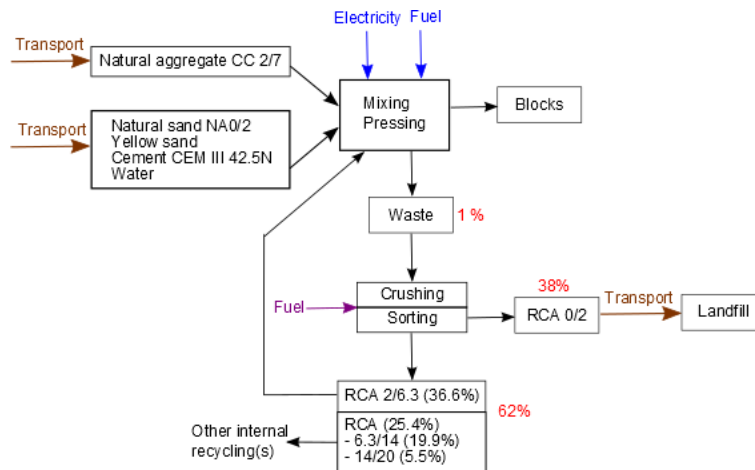 Electricity Fuel
Transport
Natural aggregate CC 2/7
Mixing
Pressing
Blocks
Transport
Natural sand NA0/2
Yellow sand
Cement CEM III 42.5N
Water
Waste
1 %
Crushing
Sorting
Fuel
38%
RCA 0/2
Transport
Landfill
RCA 2/6.3 (36.6%)
62%
RCA (25.4%)
- 6.3/14 (19.9%)
- 14/20 (5.5%)
Other internal
recycling(s)